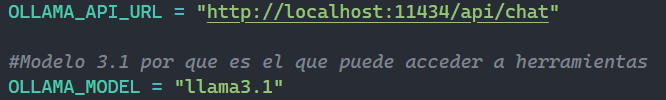 OLLAMA_API_URL = "http://localhost:11434/api/chat"
#Modelo 3.1 por que es el que puede acceder a herramientas
OLLAMA_MODEL = "llama3.1"